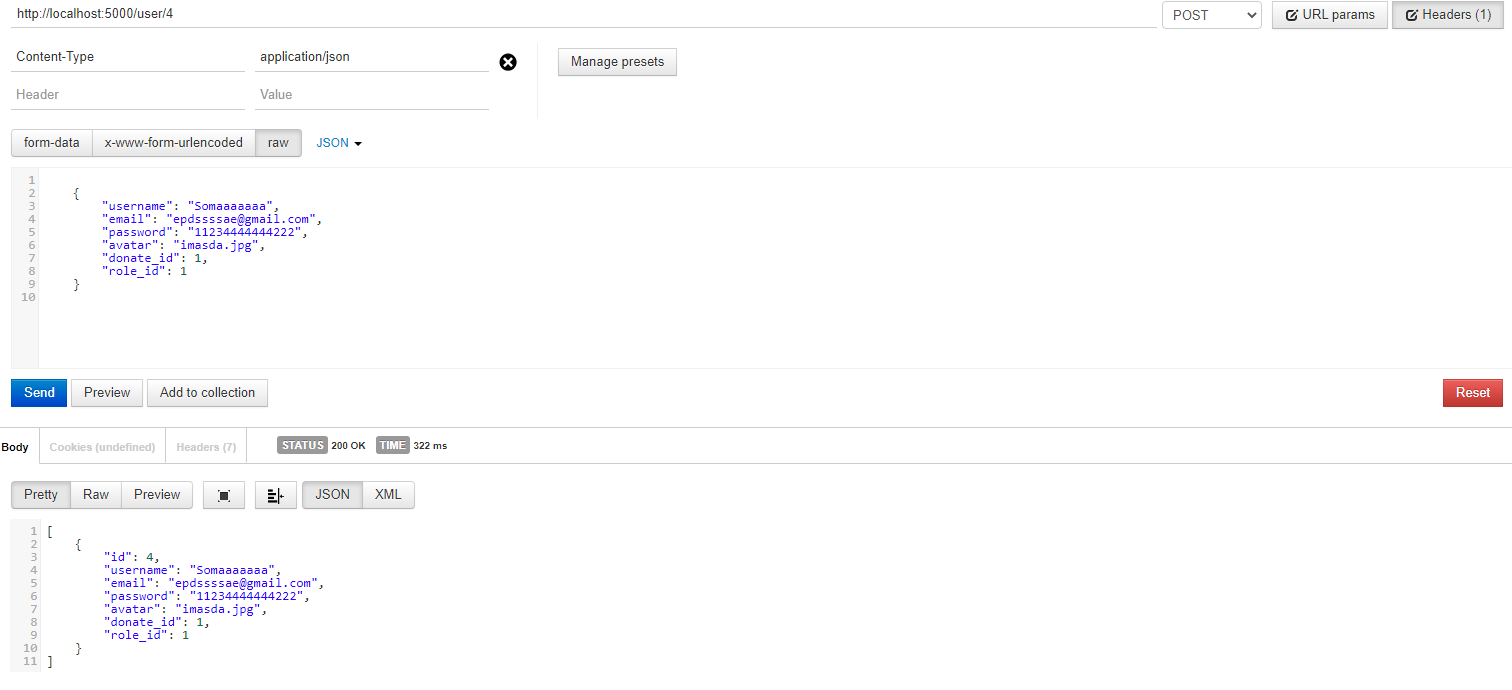 http://localhost:5000/user/4 POST URL params Headers (1)
Content-Type application/json Manage presets
Header Value
form-data x-www-form-urlencoded raw JSON
1
2 {
3 "username": "Somaaaaaaa",
4 "email": "epdssssae@gmail.com",
5 "password": "11234444444222",
6 "avatar": "imasda.jpg",
7 "donate_id": 1,
8 "role_id": 1
9 }
10
Send Preview Add to collection Reset
Body Cookies (undefined) Headers (7) STATUS 200 OK TIME 322 ms
Pretty Raw Preview JSON XML
1 [
2 {
3 "id": 4,
4 "username": "Somaaaaaaa",
5 "email": "epdssssae@gmail.com",
6 "password": "11234444444222",
7 "avatar": "imasda.jpg",
8 "donate_id": 1,
9 "role_id": 1
10 }
11 ]